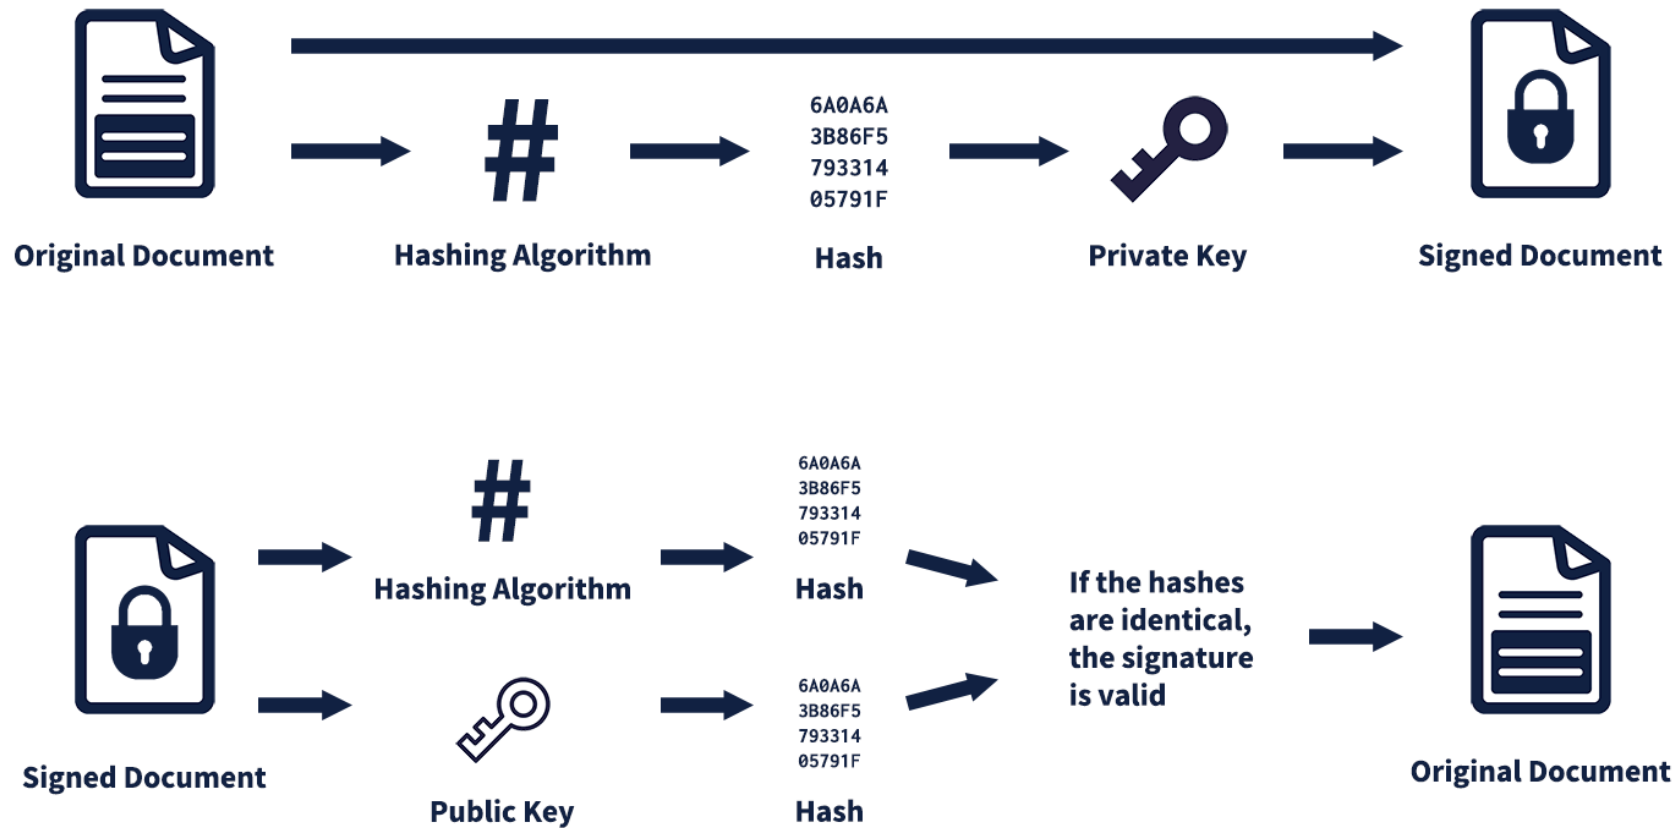 6A0A6A
3B86F5
793314
05791F
Original Document
Hashing Algorithm
Hash
Private Key
Signed Document
6A0A6A
3B86F5
793314
05791F
Hashing Algorithm
Hash
If the hashes
are identical,
the signature
is valid
6A0A6A
3B86F5
793314
05791F
Signed Document
Public Key
Hash
Original Document